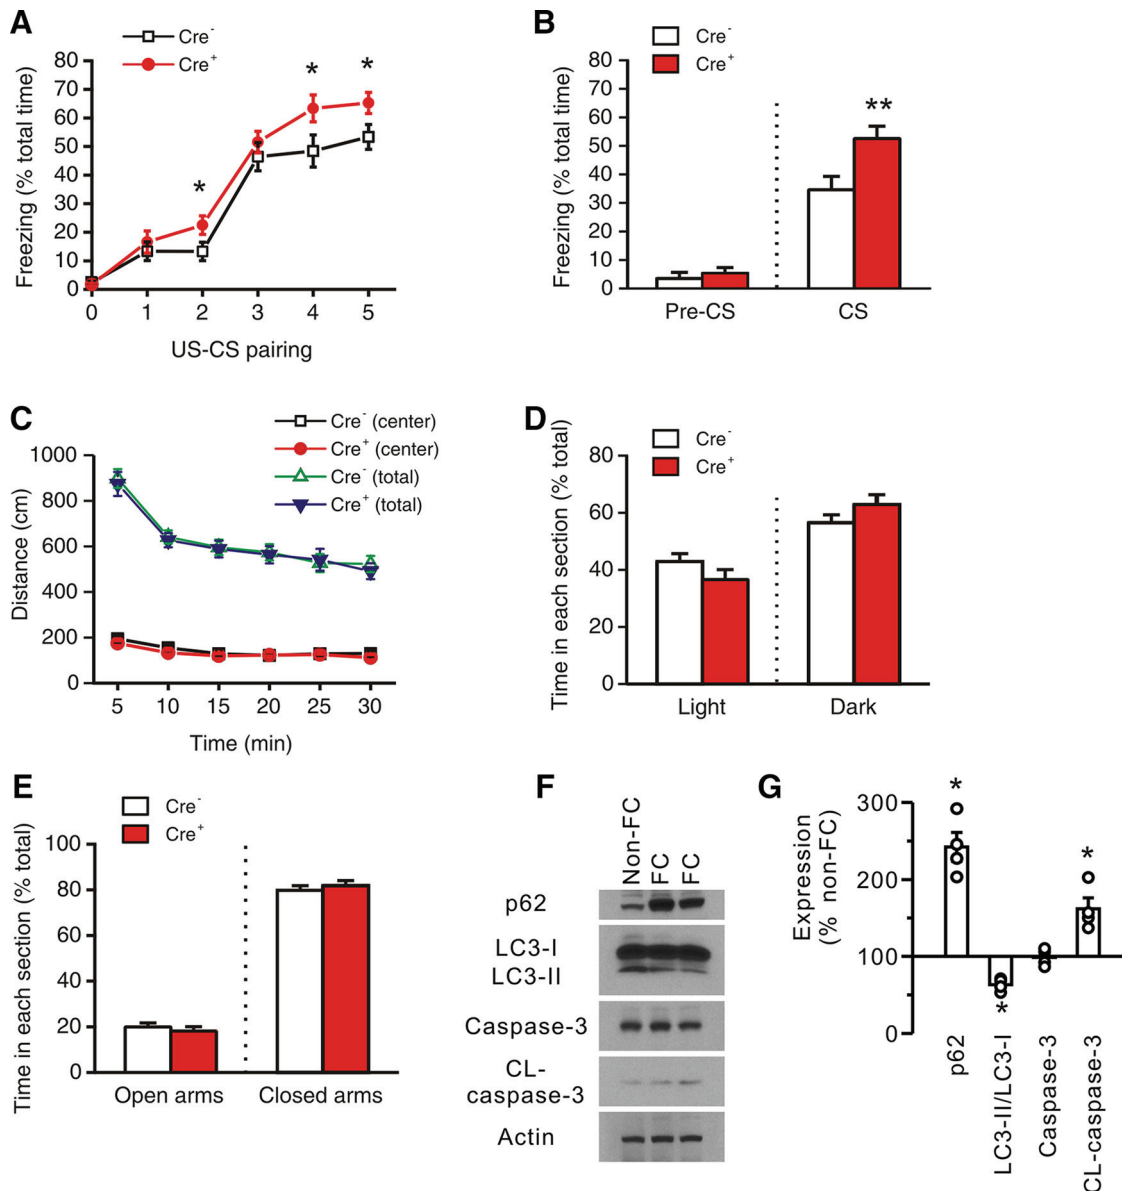 A
Cre-
Cre+
Freezing (% total time)
80
70
60
50
40
30
20
10
0
*
*
*
0 1 2 3 4 5
US-CS pairing
B
Cre-
Cre+
Freezing (% total time)
80
70
60
50
40
30
20
10
0
**
Pre-CS CS
C
Cre- (center)
Cre+ (center)
Cre- (total)
Cre+ (total)
Distance (cm)
1000
800
600
400
200
0
5 10 15 20 25 30
Time (min)
D
Cre-
Cre+
Time in each section (% total)
80
60
40
20
0
Light Dark
E
Cre-
Cre+
Time in each section (% total)
100
80
60
40
20
0
Open arms Closed arms
F
Non-FC
FC
FC
p62
LC3-I
LC3-II
Caspase-3
CL-
caspase-3
Actin
G
Expression
(% non-FC)
300
200
100
0
*
*
*
p62
LC3-II/LC3-I
Caspase-3
CL-caspase-3